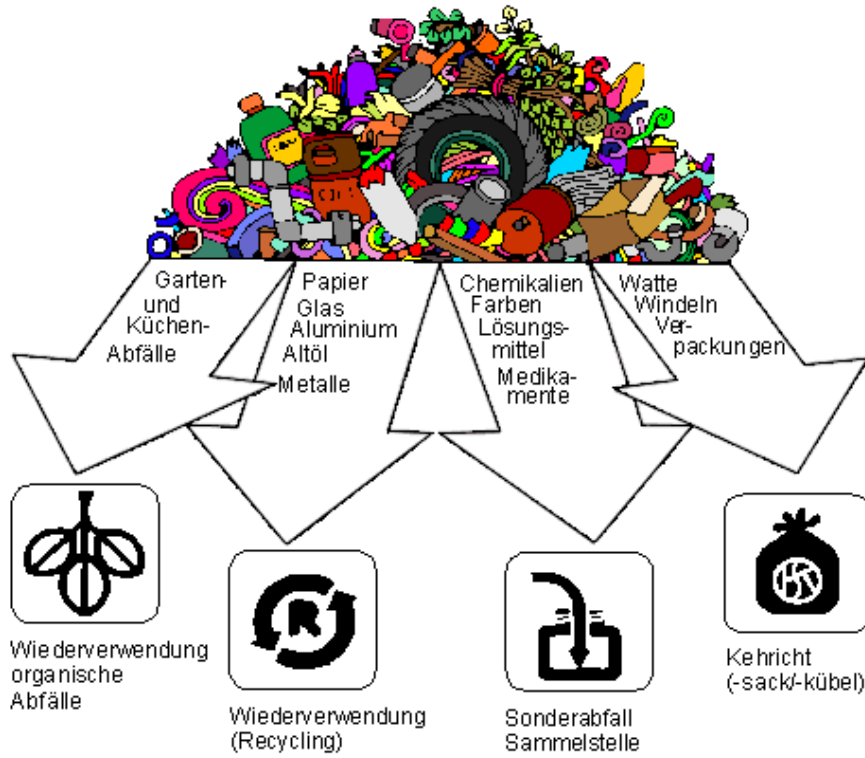 Garten-
und
Küchen-
Abfälle
Papier
Glas
Aluminium
Altöl
Metalle
Chemikalien
Farben
Lösungs-
mittel
Medika-
mente
Watte
Windeln
Ver-
packungen
Wiederverwendung
organische
Abfälle
R
Wiederverwendung
(Recycling)
Sonderabfall
Sammelstelle
Kehricht
(-sack/-kübel)